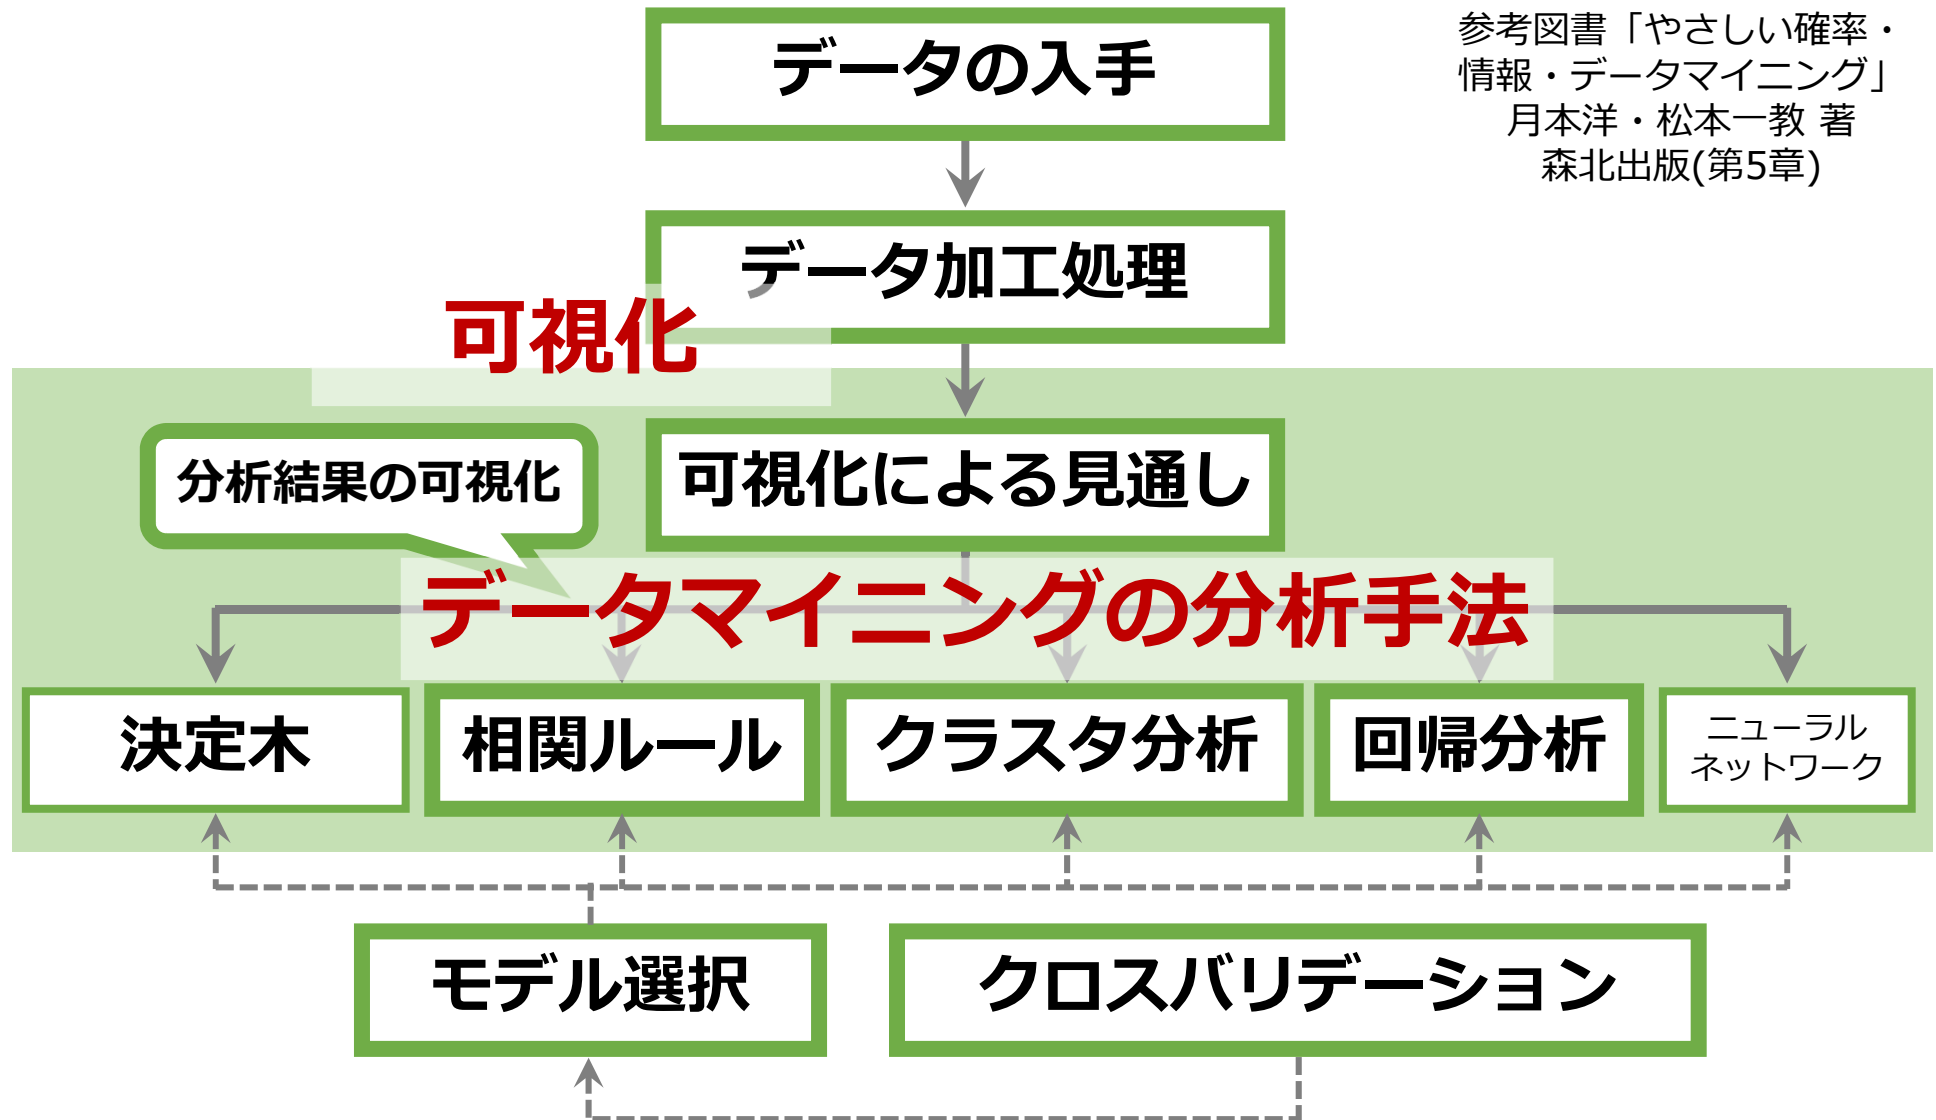 データの入手
参考図書「やさしい確率・
情報・データマイニング」
月本洋・松本一教 著
森北出版(第5章)
データ加工処理
可視化
分析結果の可視化
可視化による見通し
データマイニングの分析手法
決定木
相関ルール
クラスタ分析
回帰分析
ニューラル
ネットワーク
モデル選択
クロスバリデーション